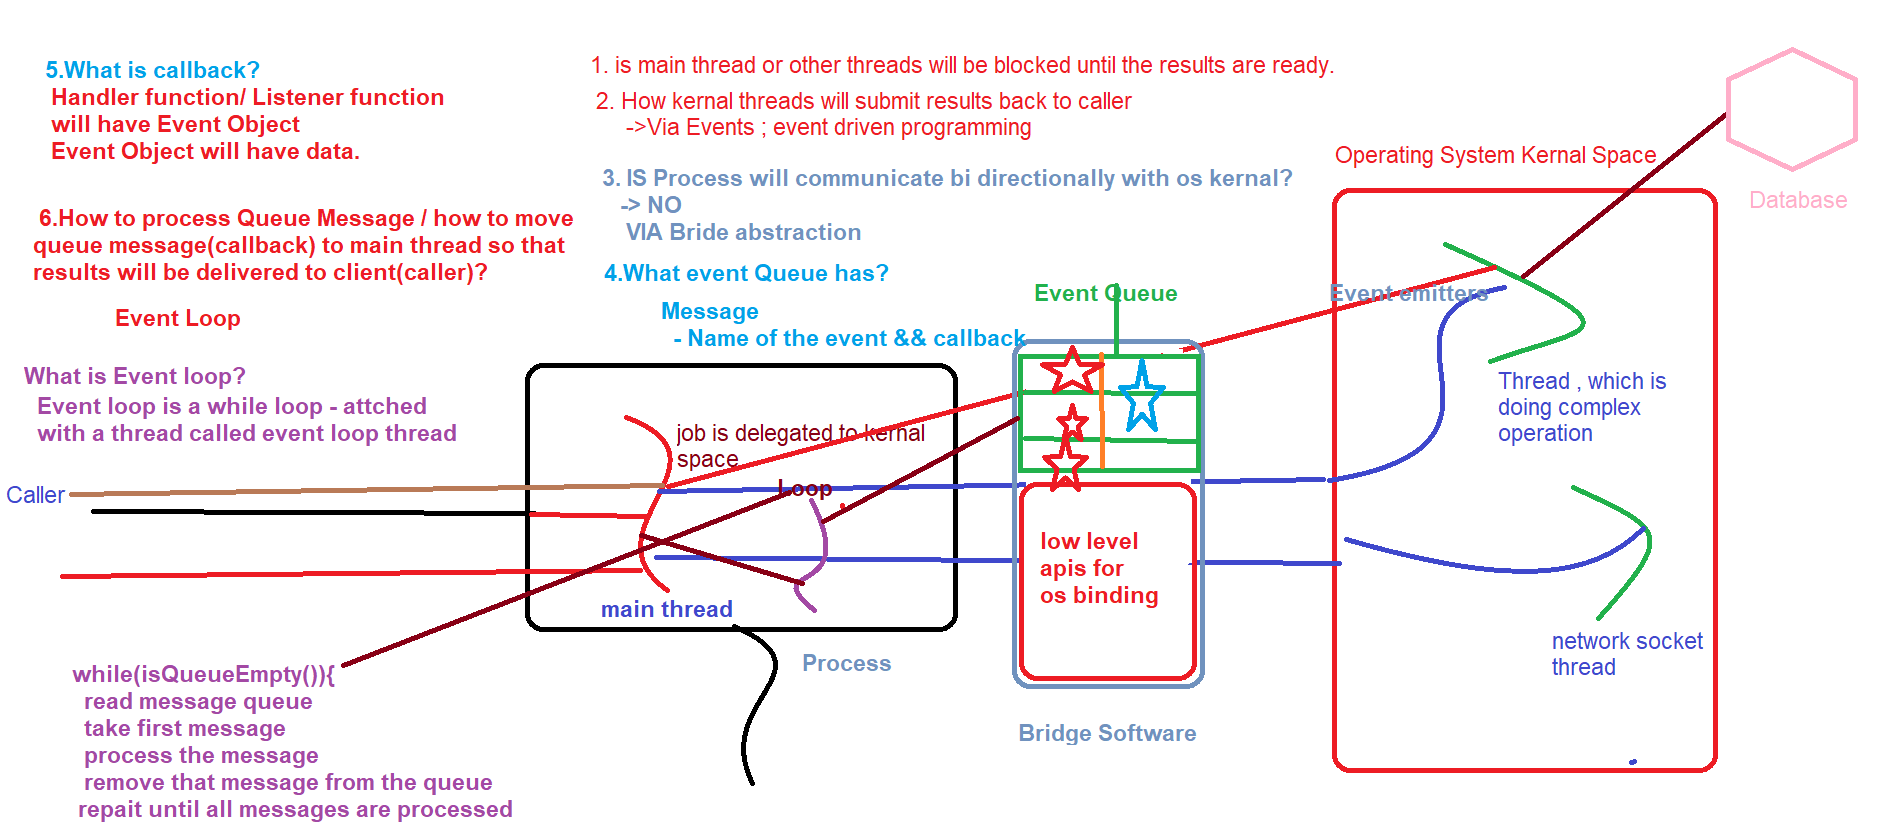 5.What is callback?
Handler function/ Listener function
will have Event Object
Event Object will have data.
6.How to process Queue Message / how to move
queue message(callback) to main thread so that
results will be delivered to client(caller)?
Event Loop
What is Event loop?
Event loop is a while loop - attched
with a thread called event loop thread
1. is main thread or other threads will be blocked until the results are ready.
2. How kernal threads will submit results back to caller
->Via Events ; event driven programming
3. IS Process will communicate bi directionally with os kernal?
-> NO
VIA Bride abstraction
4.What event Queue has?
Message
- Name of the event && callback
Event Queue
Operating System Kernal Space
Database
Event emitters
Thread , which is
doing complex
operation
network socket
thread
job is delegated to kernal
space
Loop
Caller
main thread
Process
low level
apis for
os binding
Bridge Software
while(isQueueEmpty()){
read message queue
take first message
process the message
remove that message from the queue
repait until all messages are processed